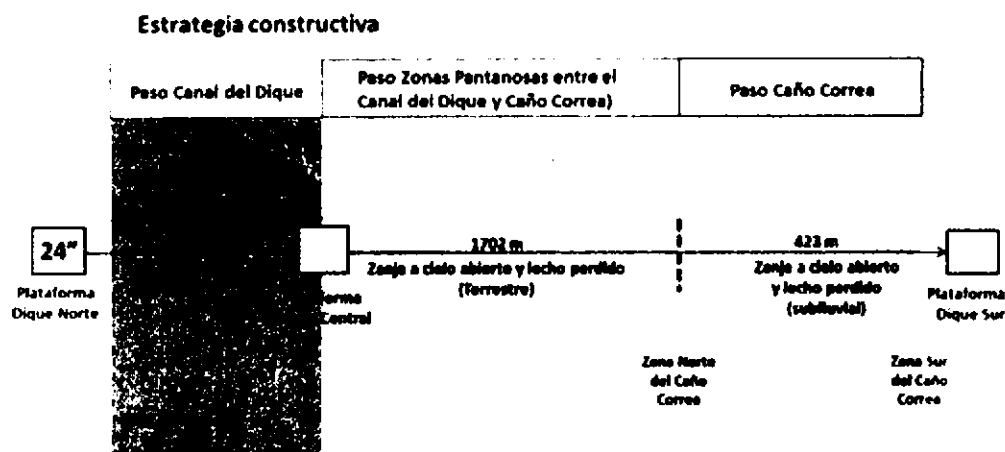 Estrategia constructiva
Paso Canal del Dique
Paso Zonas Pantanosas entre el
Canal del Dique y Caño Correa)
Paso Caño Correa
24"
1702 m
423 m
Zanja a cielo abierto y lecho perdido
(Terrestre)
Zanja a cielo abierto
y lecho perdido
(subfluvial)
Plataforma
Dique Norte
forma
Central
Plataforma
Dique Sur
Zona Norte
del Caño
Correa
Zona Sur
del Caño
Correa